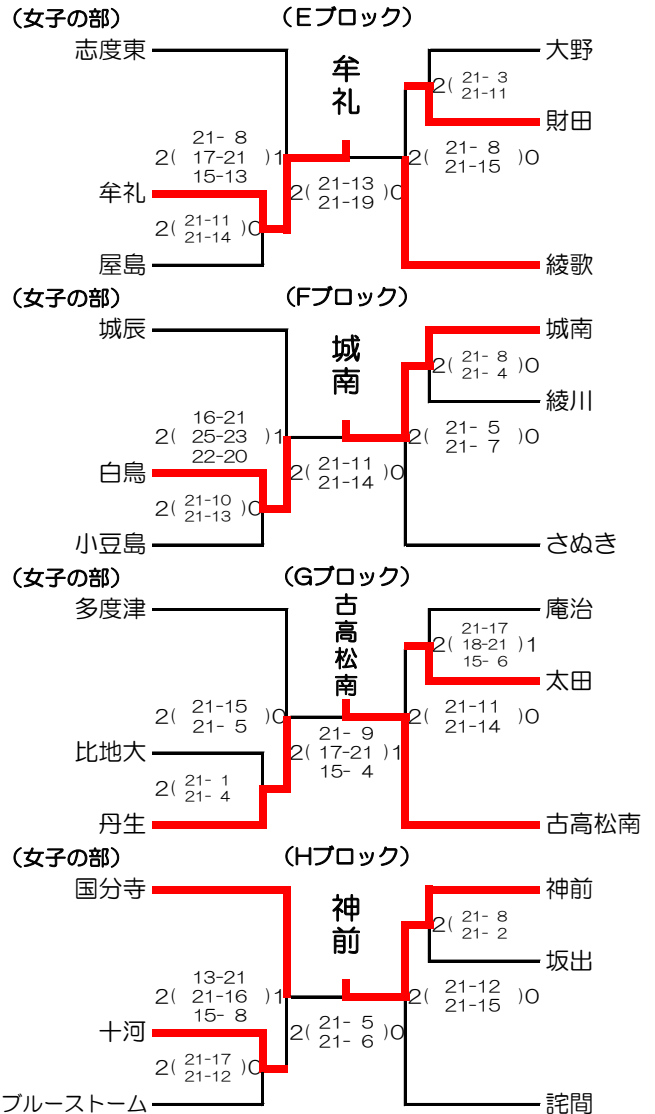 （女子の部）
（Eブロック）
志度東
牟礼
大野
2( 21- 3
21-11
財田
21- 8
2( 17-21 )1
15-13
2( 21- 8 )0
21-15
牟礼
2( 21-13 )0
21-19
2( 21-11 )0
21-14
屋島
綾歌
（女子の部）
（Fブロック）
城辰
城南
城南
2( 21- 8 )0
21- 4
綾川
16-21
2( 25-23 )1
22-20
2( 21- 5 )0
21- 7
白鳥
2( 21-11 )0
21-14
2( 21-10 )0
21-13
小豆島
さぬき
（女子の部）
（Gブロック）
多度津
古高松南
庵治
21-17
2( 18-21 )1
15- 6
太田
2( 21-15 )0
21- 5
2( 21-11 )0
21-14
比地大
21- 9
2( 17-21 )1
15- 4
2( 21- 1
21- 4
丹生
古高松南
（女子の部）
（Hブロック）
国分寺
神前
神前
2( 21- 8
21- 2
坂出
13-21
2( 21-16 )1
15- 8
2( 21-12 )0
21-15
十河
2( 21- 5 )0
21- 6
2( 21-17 )0
21-12
ブルーストーム
詫間